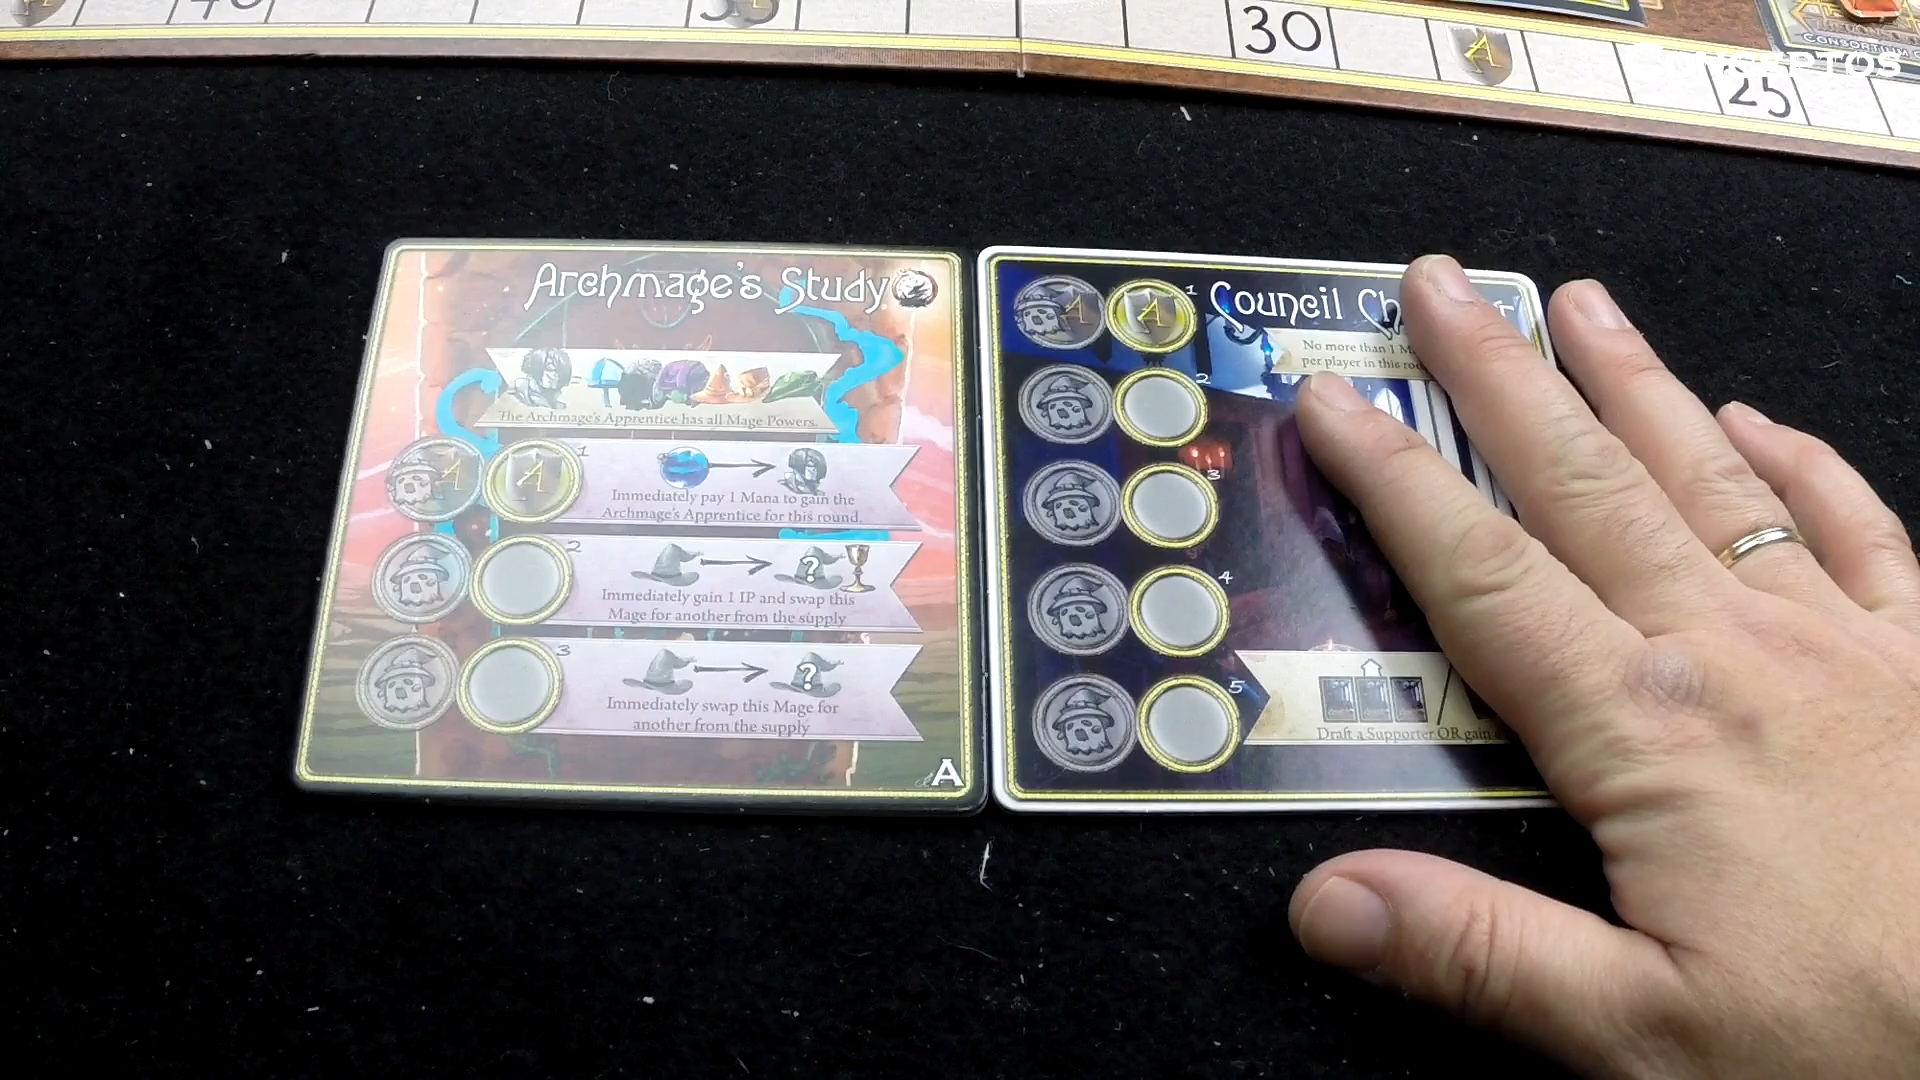 30
25
Archmage's Study
The Archmage's Apprentice has all Mage Powers.
1
Immediately pay 1 Mana to gain the
Archmage's Apprentice for this round.
2
?
Immediately gain 1 IP and swap this
Mage for another from the supply
3
?
Immediately swap this Mage for
another from the supply
A
1
Council Ch
No more than 1 M
per player in this
2
3
4
5
Draft a Supporter OR gain